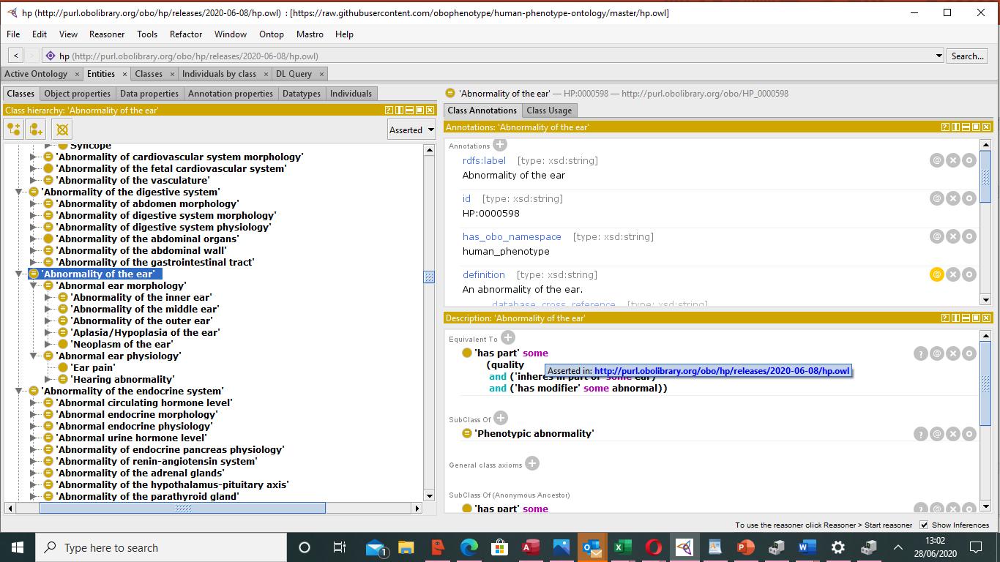 hp (http://purl.obolibrary.org/obo/hp/releases/2020-06-08/hp.owl) : [https://raw.githubusercontent.com/obophenotype/human-phenotype-ontology/master/hp.owl]
File Edit View Reasoner Tools Refactor Window Ontop Mastro Help
< > hp (http://purl.obolibrary.org/obo/hp/releases/2020-06-08/hp.owl) Search...
Active Ontology × Entities × Classes × Individuals by class × DL Query ×
Classes Object properties Data properties Annotation properties Datatypes Individuals
Class hierarchy: 'Abnormality of the ear'
Asserted
Syncope
'Abnormality of cardiovascular system morphology'
'Abnormality of the fetal cardiovascular system'
'Abnormality of the vasculature'
'Abnormality of the digestive system'
'Abnormality of abdomen morphology'
'Abnormality of digestive system morphology'
'Abnormality of digestive system physiology'
'Abnormality of the abdominal organs'
'Abnormality of the abdominal wall'
'Abnormality of the gastrointestinal tract'
'Abnormality of the ear'
'Abnormal ear morphology'
'Abnormality of the inner ear'
'Abnormality of the middle ear'
'Abnormality of the outer ear'
'Aplasia/Hypoplasia of the ear'
'Neoplasm of the ear'
'Abnormal ear physiology'
'Ear pain'
'Hearing abnormality'
'Abnormality of the endocrine system'
'Abnormal circulating hormone level'
'Abnormal endocrine morphology'
'Abnormal endocrine physiology'
'Abnormal urine hormone level'
'Abnormality of endocrine pancreas physiology'
'Abnormality of renin-angiotensin system'
'Abnormality of the adrenal glands'
'Abnormality of the hypothalamus-pituitary axis'
'Abnormality of the parathyroid gland'
'Abnormality of the ear' — HP:0000598 — http://purl.obolibrary.org/obo/HP_0000598
Class Annotations Class Usage
Annotations: 'Abnormality of the ear'
Annotations
rdfs:label [type: xsd:string]
Abnormality of the ear
id [type: xsd:string]
HP:0000598
has_obo_namespace [type: xsd:string]
human_phenotype
definition [type: xsd:string]
An abnormality of the ear.
database_cross_reference [type: xsd:string]
Description: 'Abnormality of the ear'
Equivalent To
'has part' some
(quality
Asserted in: http://purl.obolibrary.org/obo/hp/releases/2020-06-08/hp.owl
and ('inheres in part of' some ear)
and ('has modifier' some abnormal))
SubClass Of
'Phenotypic abnormality'
General class axioms
SubClass Of (Anonymous Ancestor)
'has part' some
To use the reasoner click Reasoner > Start reasoner Show Inferences
Type here to search
1
13:02
28/06/2020